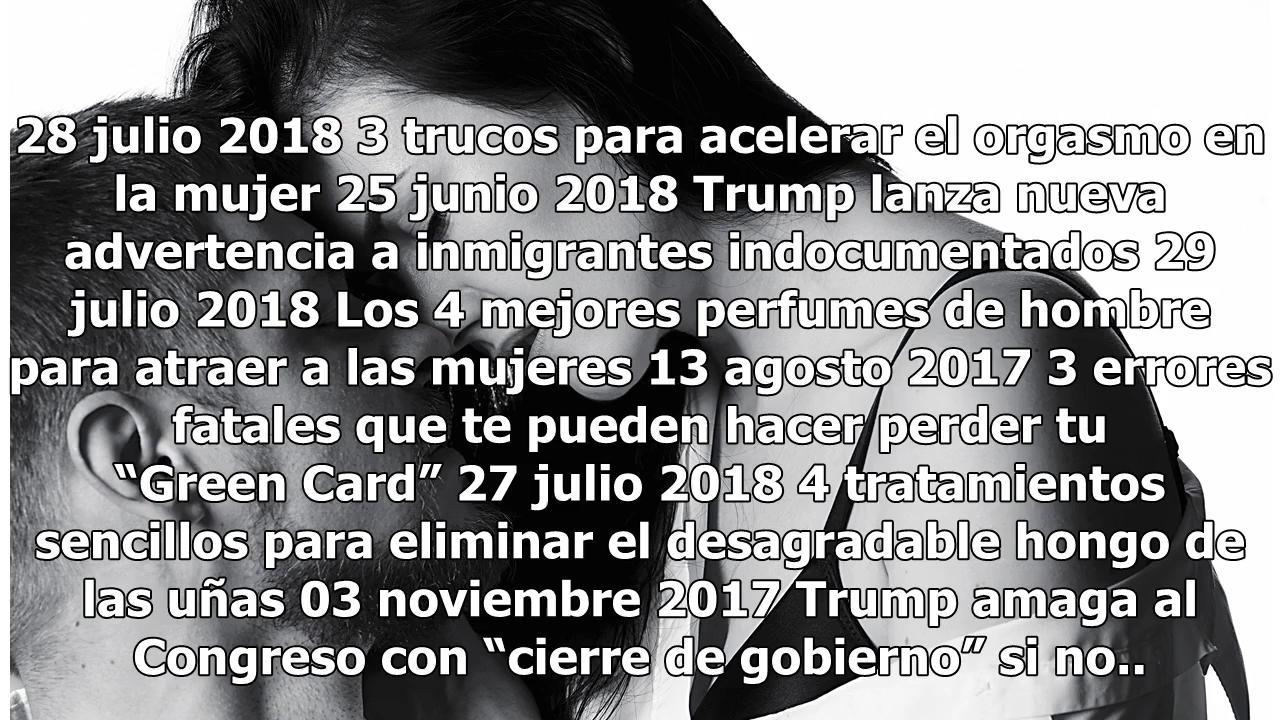 28 julio 2018 3 trucos para acelerar el orgasmo en
la mujer 25 junio 2018 Trump lanza nueva
advertencia a inmigrantes indocumentados 29
julio 2018 Los 4 mejores perfumes de hombre
para atraer a las mujeres 13 agosto 2017 3 errores
fatales que te pueden hacer perder tu
“Green Card” 27 julio 2018 4 tratamientos
sencillos para eliminar el desagradable hongo de
las uñas 03 noviembre 2017 Trump amaga al
Congreso con “cierre de gobierno” si no..